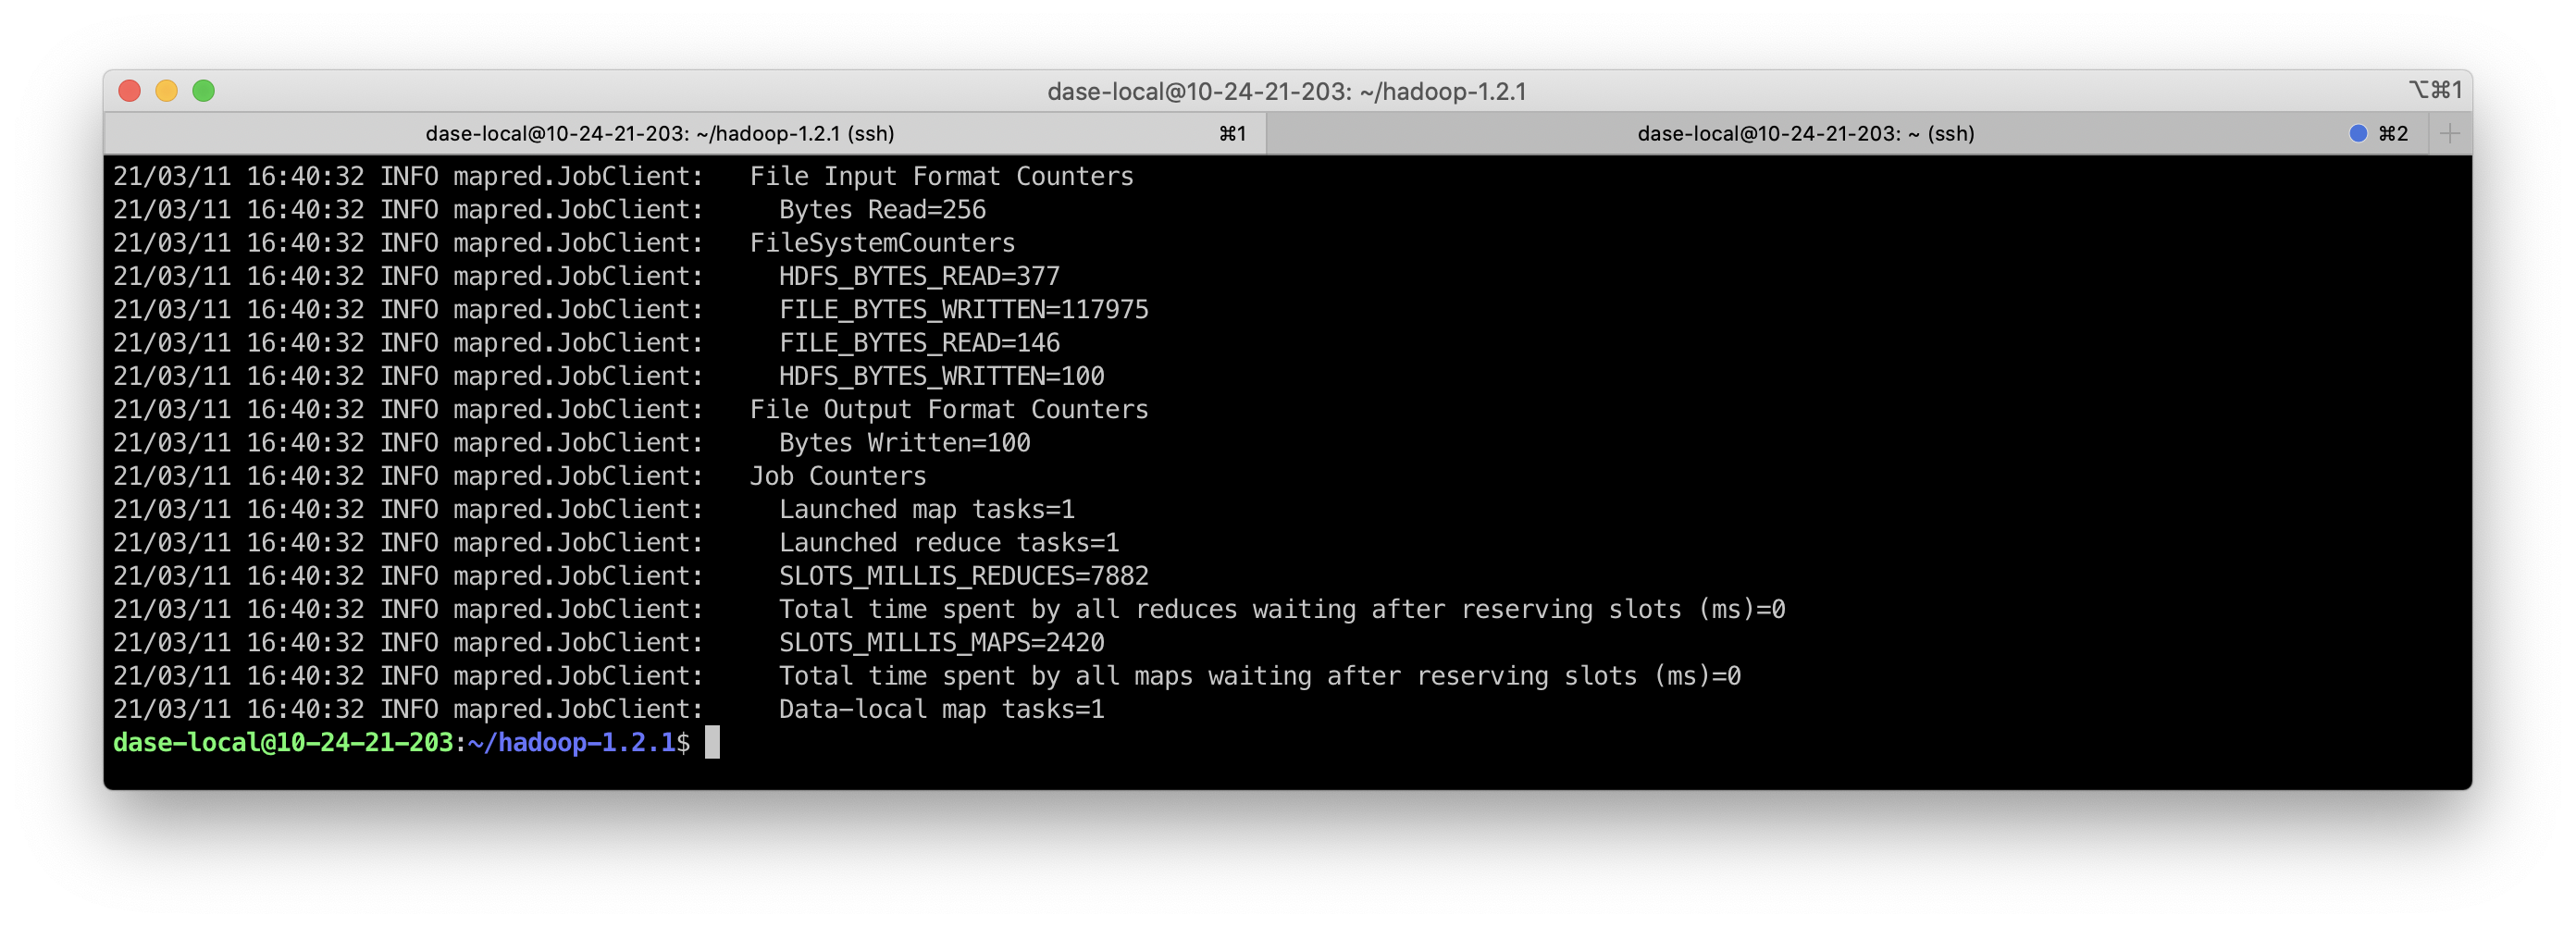 dase-local@10-24-21-203: ~/hadoop-1.2.1 ⌥⌘1
dase-local@10-24-21-203: ~/hadoop-1.2.1 (ssh) ⌘1 dase-local@10-24-21-203: ~ (ssh) ⌘2 +
21/03/11 16:40:32 INFO mapred.JobClient:   File Input Format Counters
21/03/11 16:40:32 INFO mapred.JobClient:     Bytes Read=256
21/03/11 16:40:32 INFO mapred.JobClient:   FileSystemCounters
21/03/11 16:40:32 INFO mapred.JobClient:     HDFS_BYTES_READ=377
21/03/11 16:40:32 INFO mapred.JobClient:     FILE_BYTES_WRITTEN=117975
21/03/11 16:40:32 INFO mapred.JobClient:     FILE_BYTES_READ=146
21/03/11 16:40:32 INFO mapred.JobClient:     HDFS_BYTES_WRITTEN=100
21/03/11 16:40:32 INFO mapred.JobClient:   File Output Format Counters
21/03/11 16:40:32 INFO mapred.JobClient:     Bytes Written=100
21/03/11 16:40:32 INFO mapred.JobClient:   Job Counters
21/03/11 16:40:32 INFO mapred.JobClient:     Launched map tasks=1
21/03/11 16:40:32 INFO mapred.JobClient:     Launched reduce tasks=1
21/03/11 16:40:32 INFO mapred.JobClient:     SLOTS_MILLIS_REDUCES=7882
21/03/11 16:40:32 INFO mapred.JobClient:     Total time spent by all reduces waiting after reserving slots (ms)=0
21/03/11 16:40:32 INFO mapred.JobClient:     SLOTS_MILLIS_MAPS=2420
21/03/11 16:40:32 INFO mapred.JobClient:     Total time spent by all maps waiting after reserving slots (ms)=0
21/03/11 16:40:32 INFO mapred.JobClient:     Data-local map tasks=1
dase-local@10-24-21-203:~/hadoop-1.2.1$